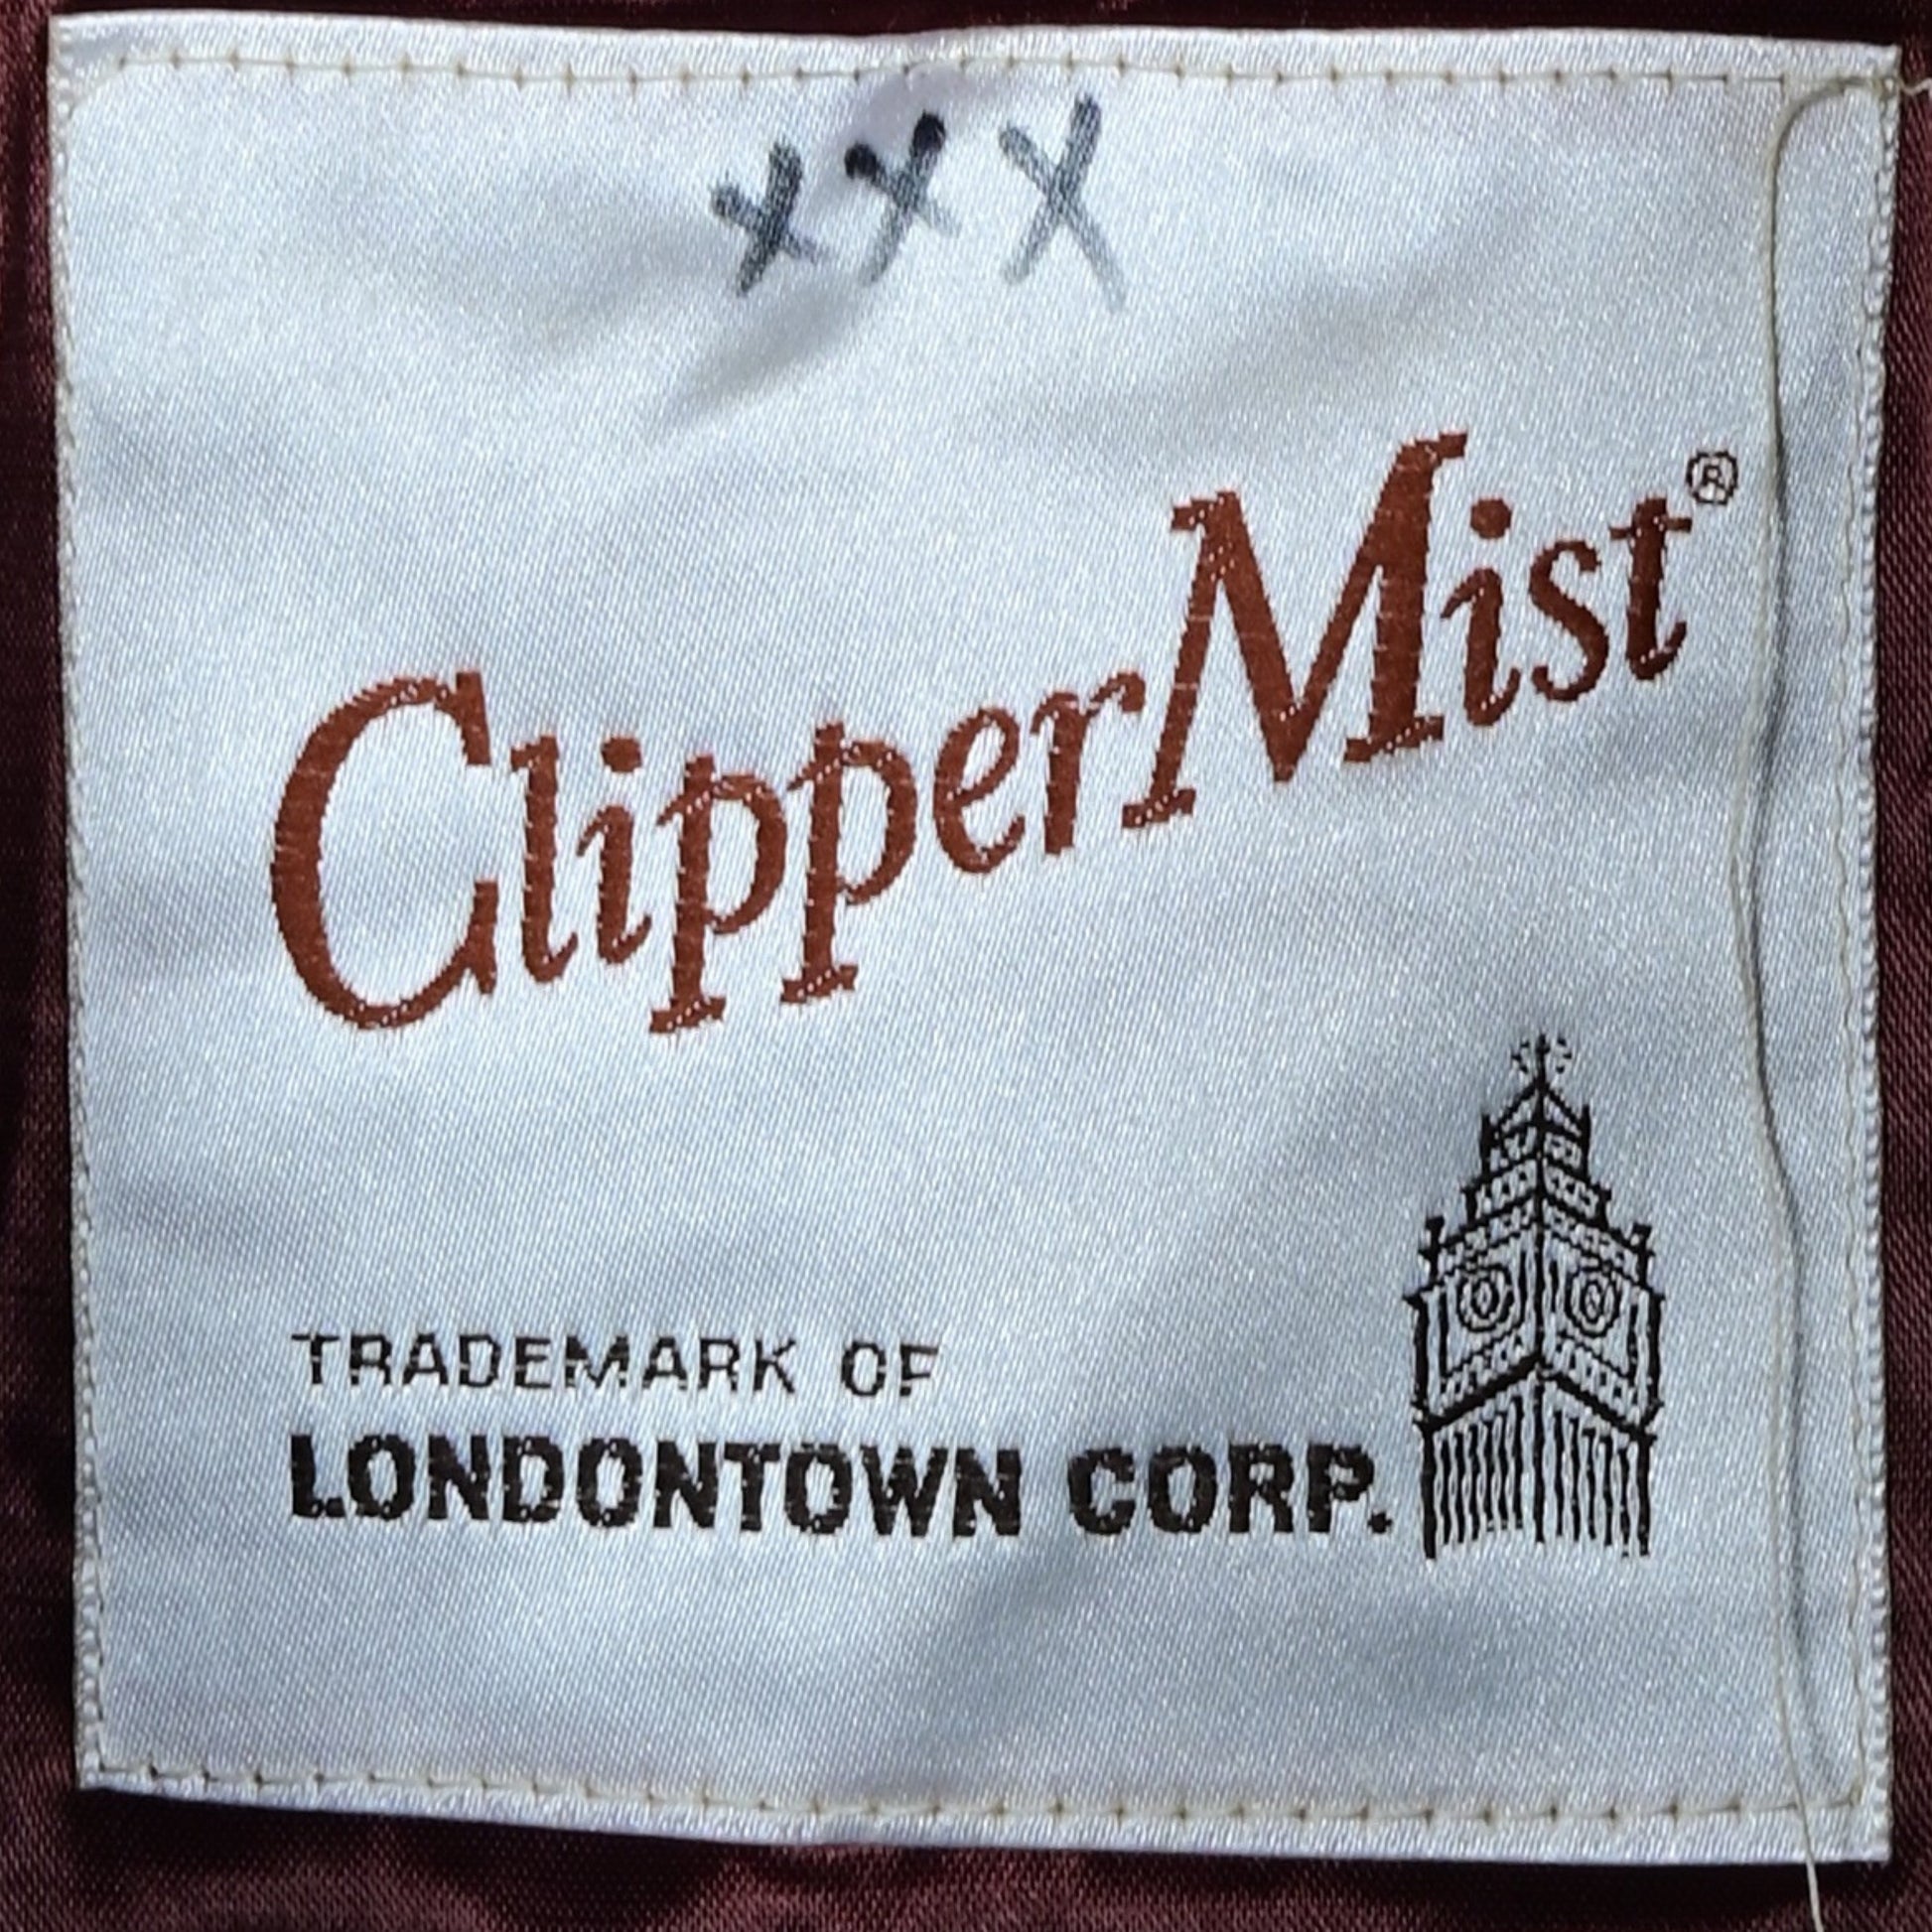 XXX
ClipperMist®
TRADEMARK OF
LONDONTOWN CORP.